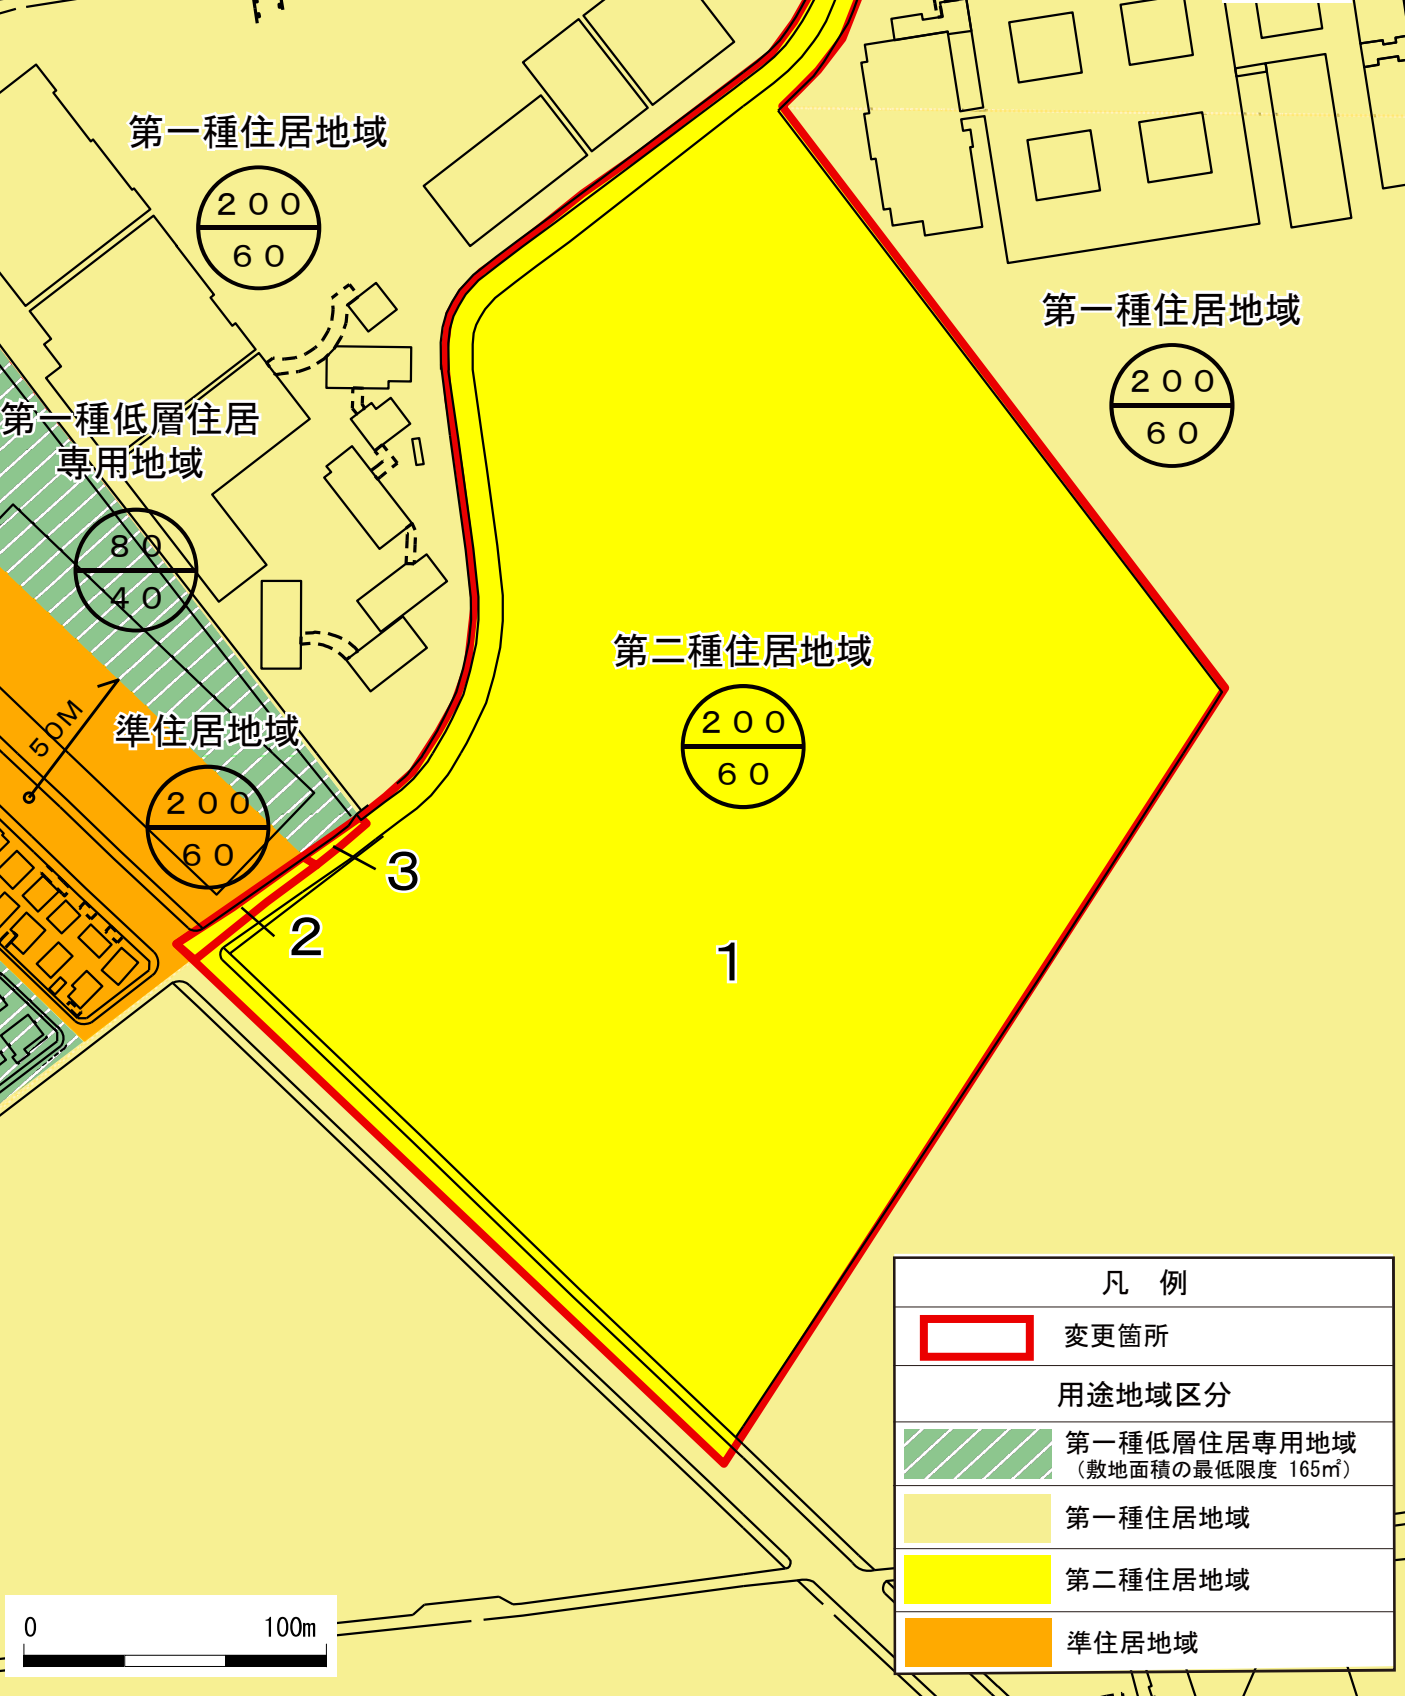 第一種住居地域
２００
６０
第一種住居地域
２００
６０
第一種低層住居
専用地域
８０
４０
第二種住居地域
２００
６０
50M
準住居地域
２００
６０
3
2
1
凡　例
変更箇所
用途地域区分
第一種低層住居専用地域
（敷地面積の最低限度 165㎡）
第一種住居地域
第二種住居地域
準住居地域
0 100m